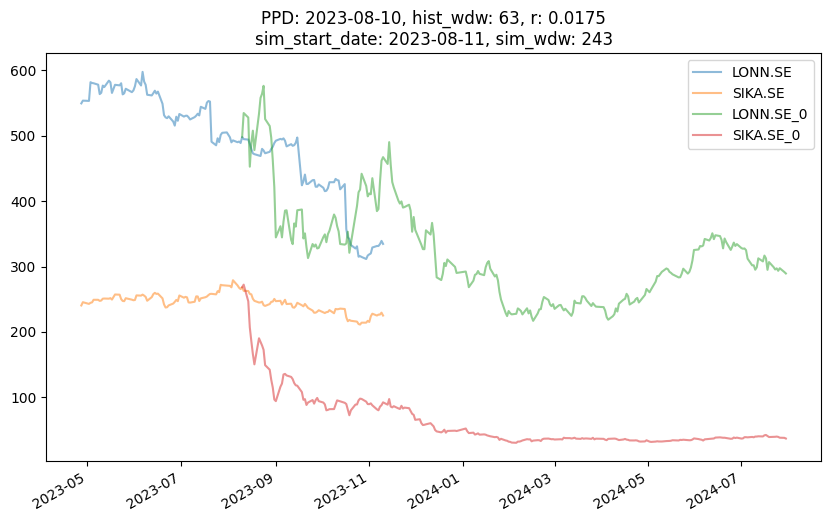 PPD: 2023-08-10, hist_wdw: 63, r: 0.0175
sim_start_date: 2023-08-11, sim_wdw: 243
LONN.SE
SIKA.SE
LONN.SE_0
SIKA.SE_0
600
500
400
300
200
100
2023-05
2023-07
2023-09
2023-11
2024-01
2024-03
2024-05
2024-07